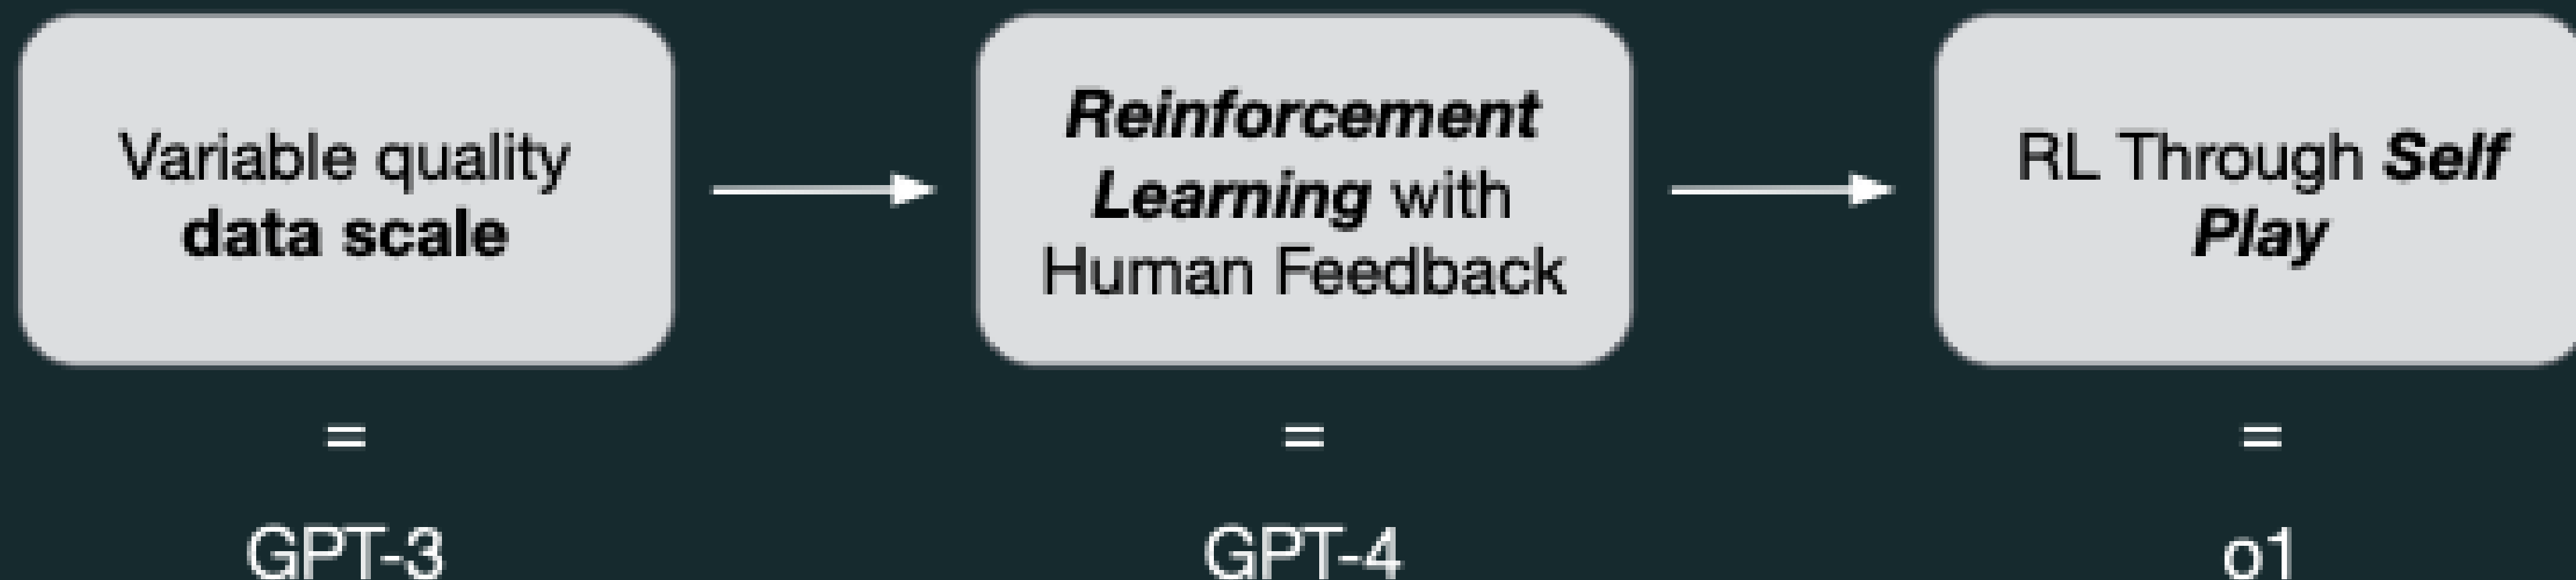 Variable quality
data scale
Reinforcement
Learning with
Human Feedback
RL Through Self
Play
=
=
=
GPT-3
GPT-4
o1